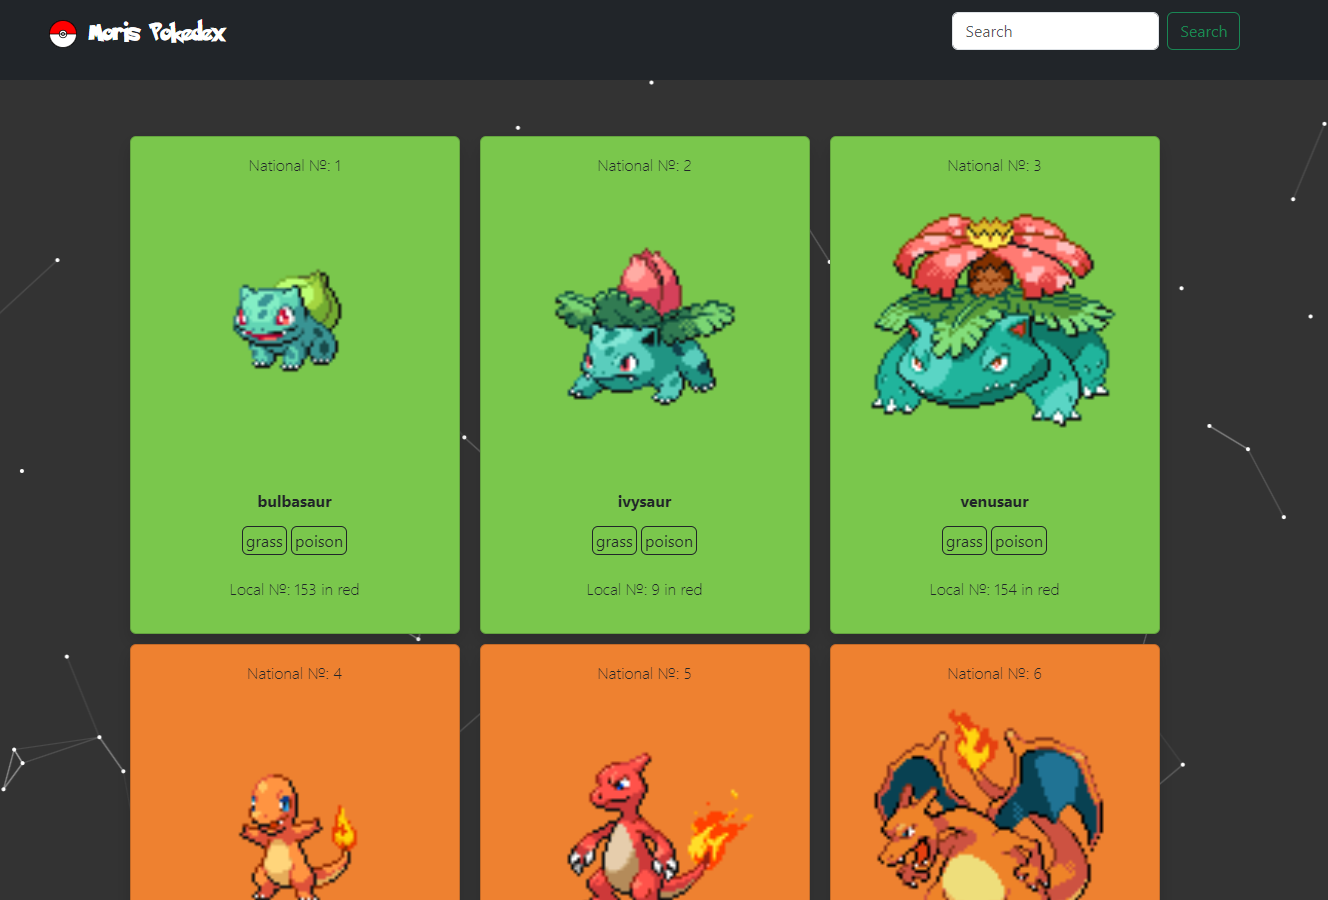 Moris Pokedex
Search
Search
National №: 1
National №: 2
National №: 3
bulbasaur
ivysaur
venusaur
grass poison
grass poison
grass poison
Local №: 153 in red
Local №: 9 in red
Local №: 154 in red
National №: 4
National №: 5
National №: 6